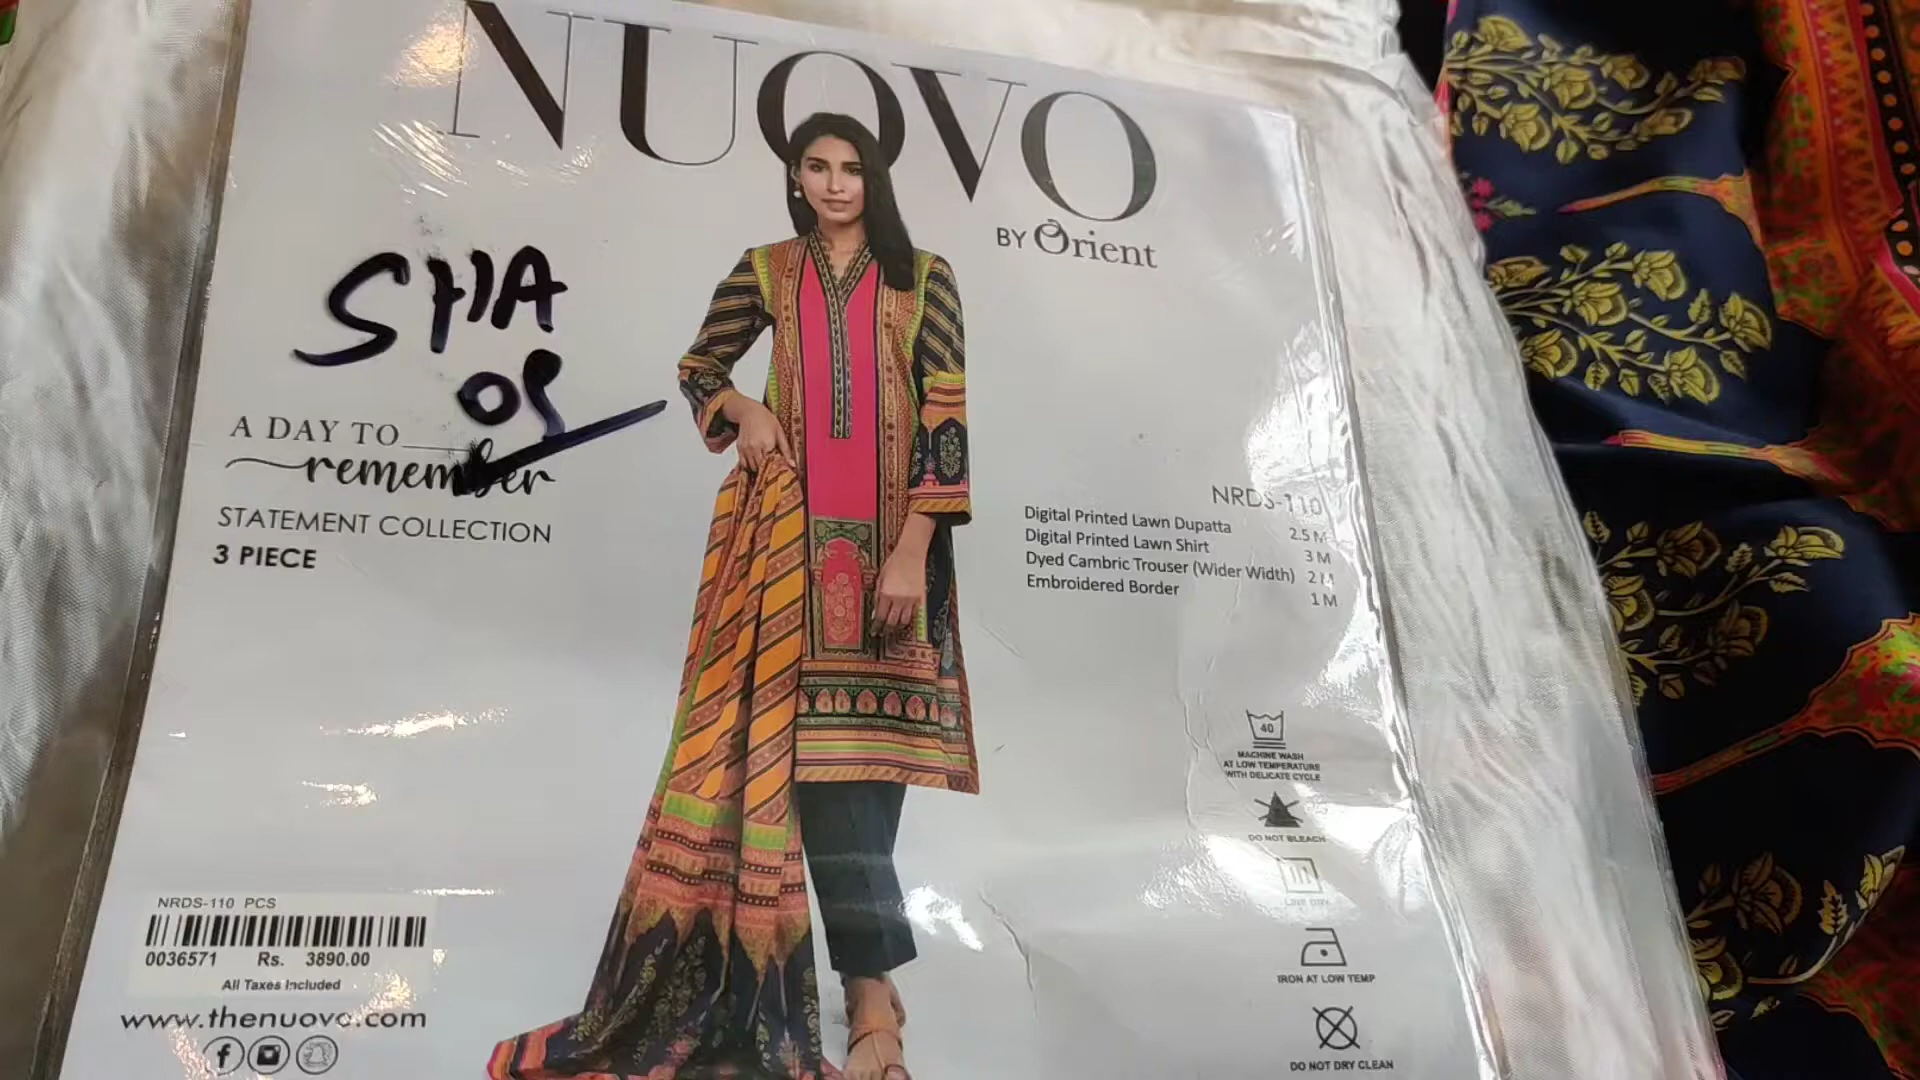 NUOVO
BY Orient
SHA
A DAY TO
remember
STATEMENT COLLECTION
3 PIECE
NRDS-110
Digital Printed Lawn Dupatta 2.5 M
Digital Printed Lawn Shirt 3 M
Dyed Cambric Trouser (Wider Width) 2 M
Embroidered Border 1 M
40
MACHINE WASH
AT LOW TEMPERATURE
WITH DELICATE CYCLE
DO NOT BLEACH
LINE DRY
IRON AT LOW TEMP
DO NOT DRY CLEAN
NRDS-110 PCS
0036571 Rs. 3890.00
All Taxes Included
www.thenuovo.com